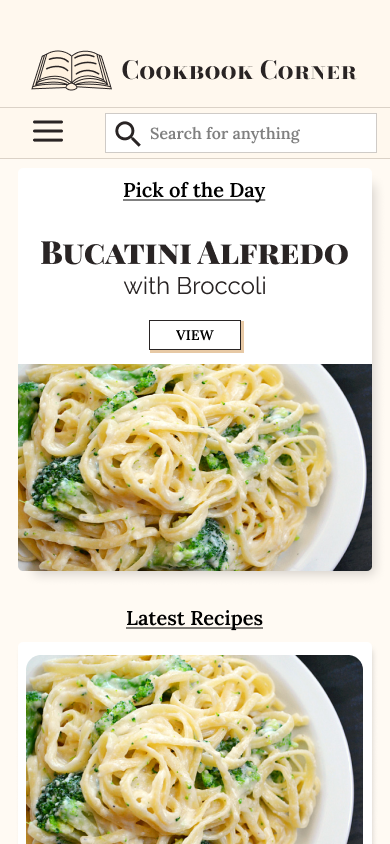 Cookbook Corner
Search for anything
Pick of the Day
Bucatini Alfredo
with Broccoli
VIEW
Latest Recipes